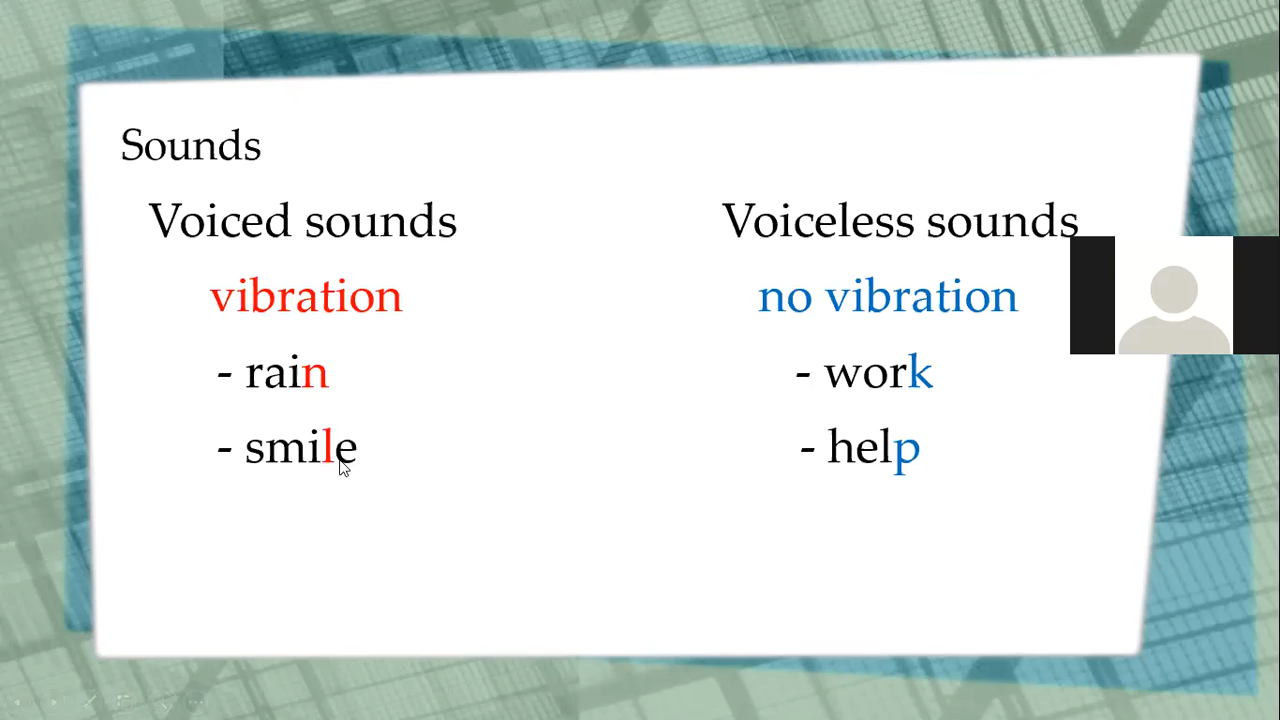 Sounds
Voiced sounds
Voiceless sounds
vibration
no vibration
- rain
- work
- smile
- help